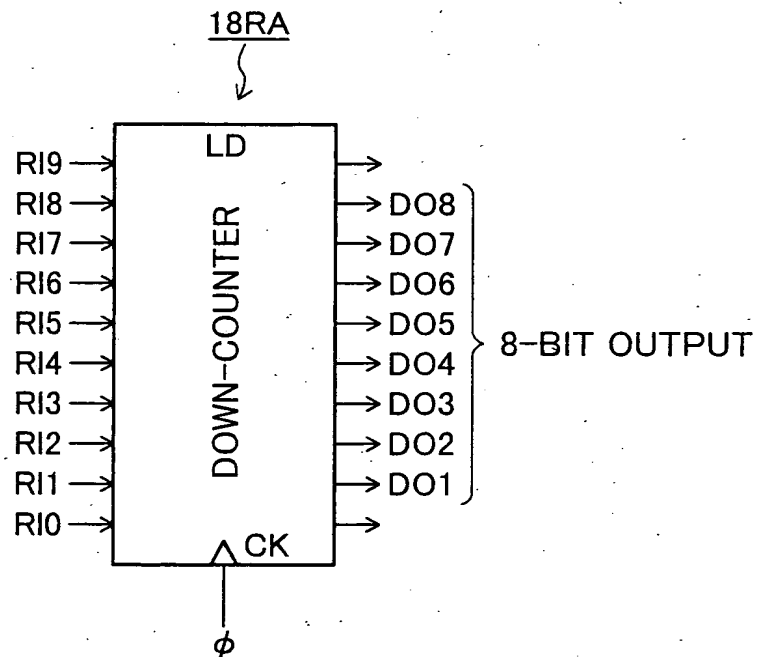 18RA
LD
RI9
RI8 DO8
RI7 DO7
RI6 DO6
RI5 DO5
RI4 DO4
RI3 DO3
RI2 DO2
RI1 DO1
RI0
DOWN-COUNTER
8-BIT OUTPUT
CK
ϕ